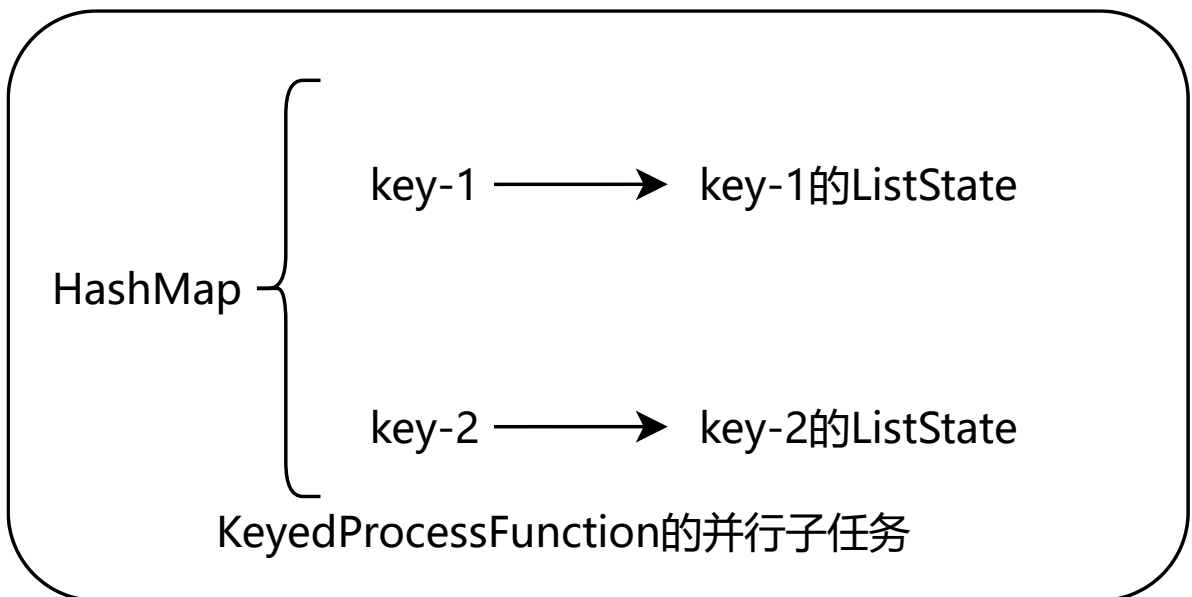 key-1
key-1的ListState
HashMap
key-2
key-2的ListState
KeyedProcessFunction的并行子任务